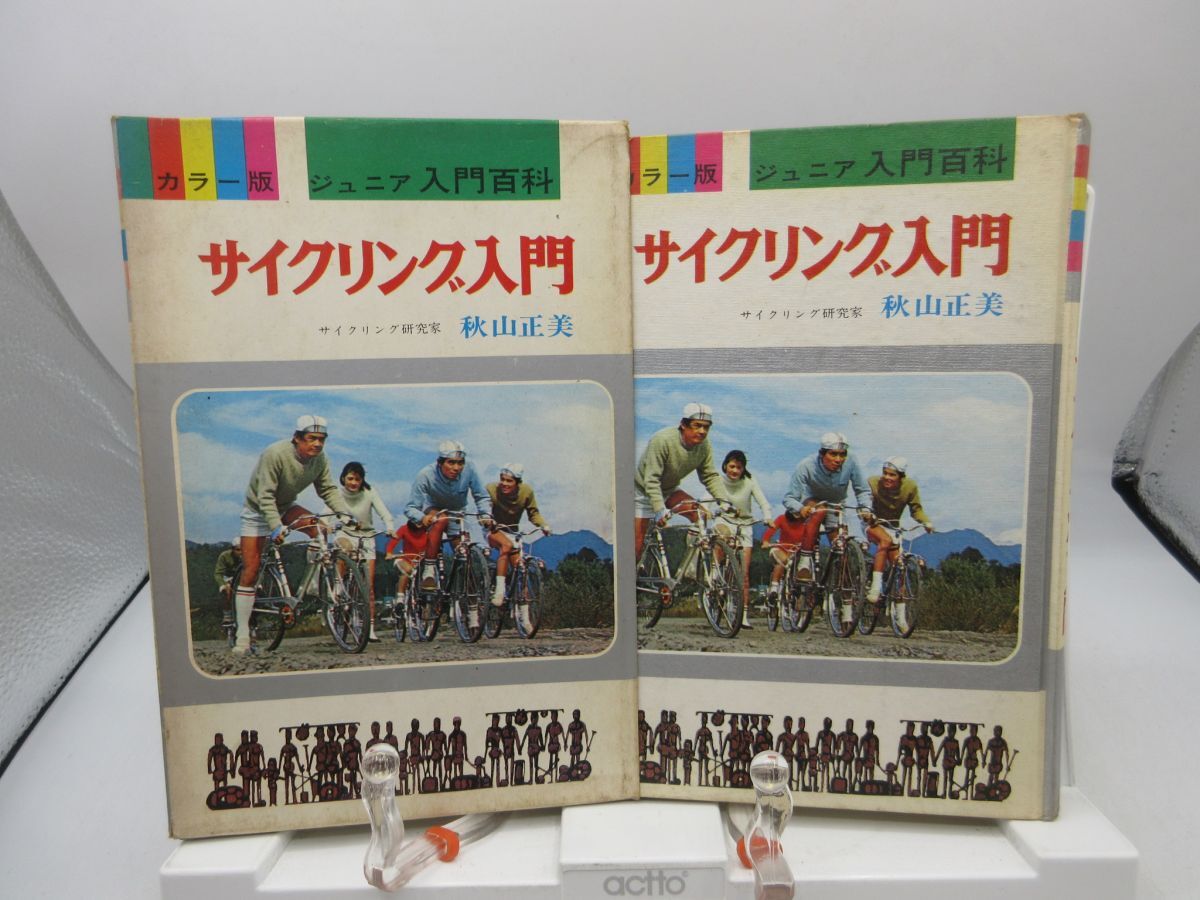 カラー版
ジュニア 入門百科
サイクリング入門
サイクリング研究家 秋山正美
ラー版
ジュニア 入門百科
サイクリング入門
サイクリング研究家 秋山正美
actto